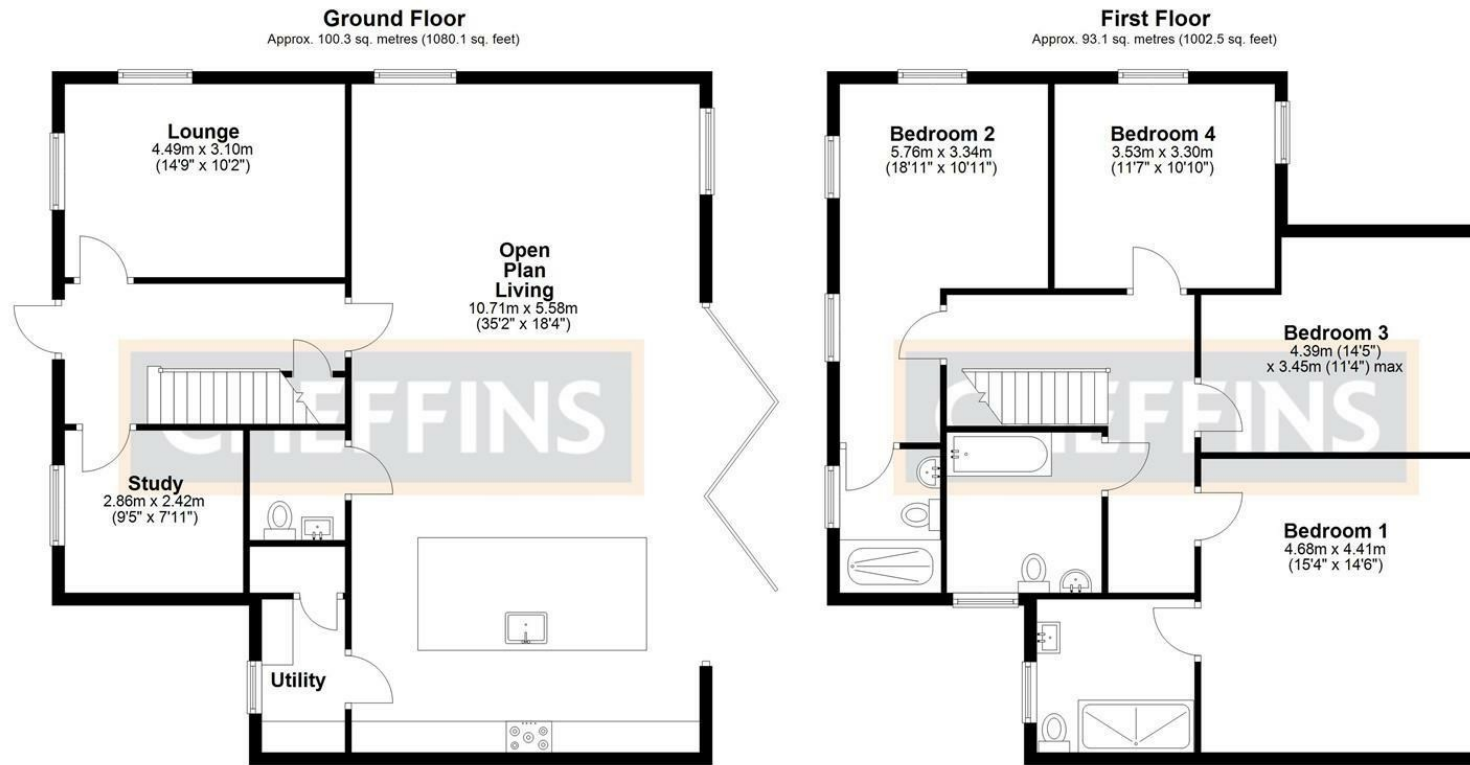 Ground Floor
Approx. 100.3 sq. metres (1080.1 sq. feet)
Lounge
4.49m x 3.10m
(14'9" x 10'2")
Open
Plan
Living
10.71m x 5.58m
(35'2" x 18'4")
CHEFFINS
Study
2.86m x 2.42m
(9'5" x 7'11")
Utility
First Floor
Approx. 93.1 sq. metres (1002.5 sq. feet)
Bedroom 2
5.76m x 3.34m
(18'11" x 10'11")
Bedroom 4
3.53m x 3.30m
(11'7" x 10'10")
Bedroom 3
4.39m (14'5")
x 3.45m (11'4") max
CHEFFINS
Bedroom 1
4.68m x 4.41m
(15'4" x 14'6")